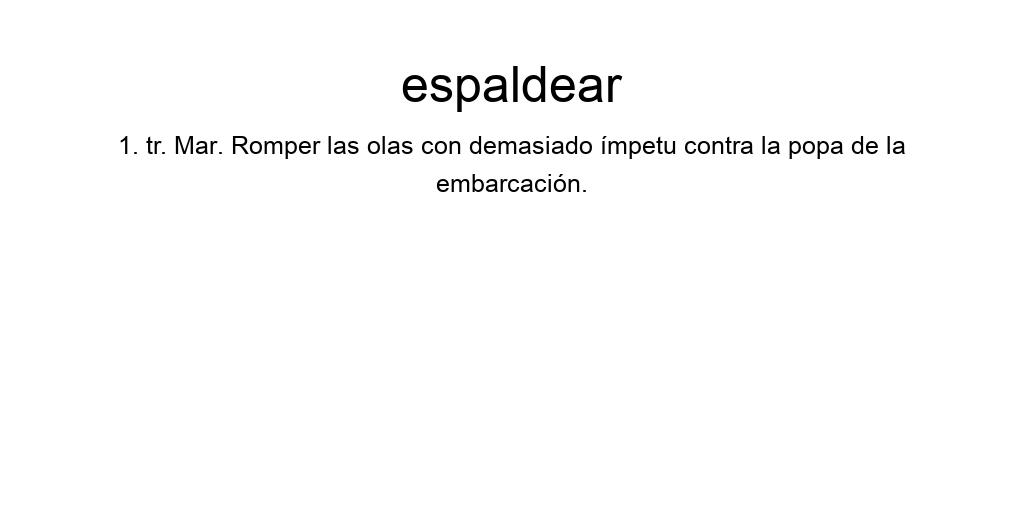 espaldear
1. tr. Mar. Romper las olas con demasiado ímpetu contra la popa de la
embarcación.